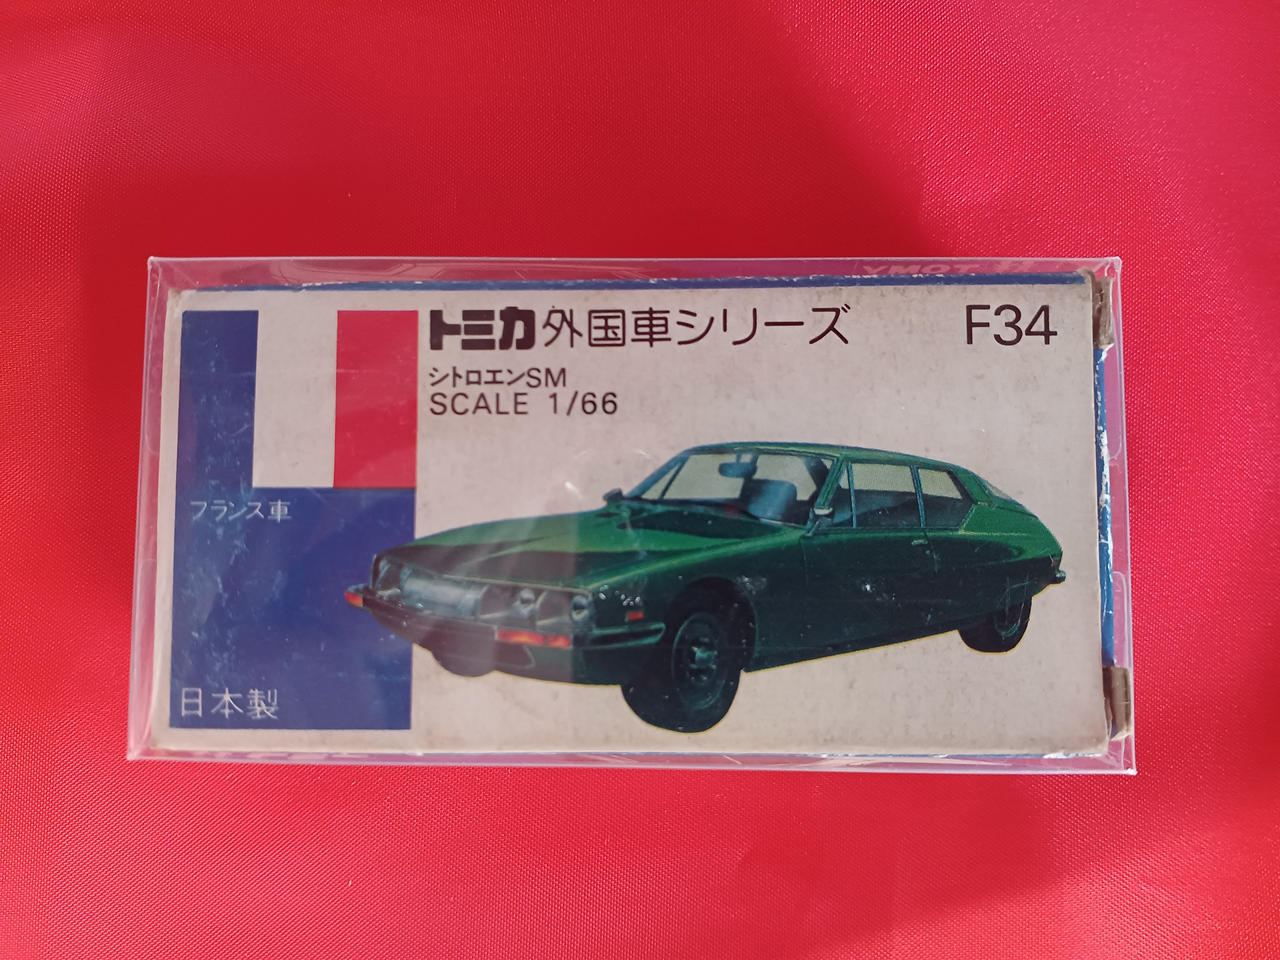 トミカ外国車シリーズ F34
シトロエンSM
SCALE 1/66
フランス車
日本製
TOMY